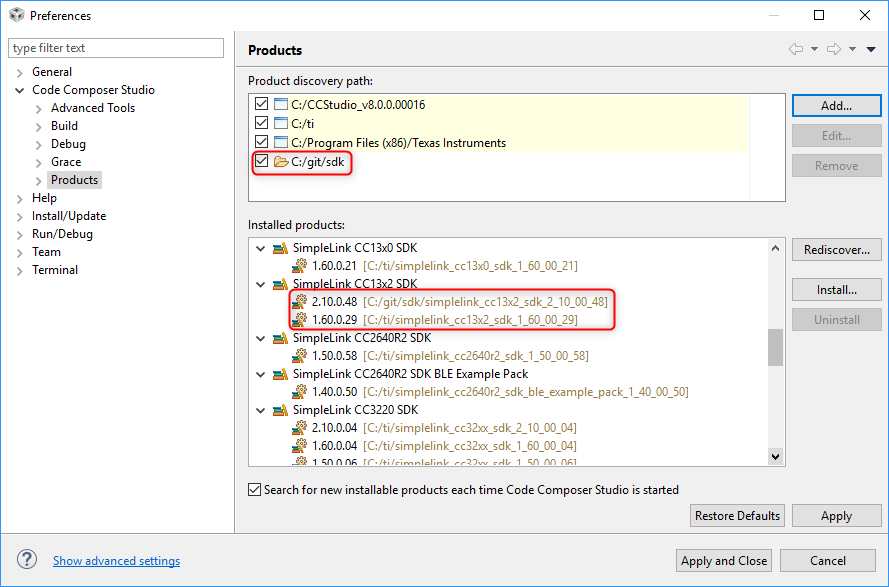 Preferences
type filter text
General
Code Composer Studio
Advanced Tools
Build
Debug
Grace
Products
Help
Install/Update
Run/Debug
Team
Terminal
Products
Product discovery path:
C:/CCStudio_v8.0.0.00016
C:/ti
C:/Program Files (x86)/Texas Instruments
C:/git/sdk
Add...
Edit...
Remove
Installed products:
SimpleLink CC13x0 SDK
1.60.0.21 [C:/ti/simplelink_cc13x0_sdk_1_60_00_21]
SimpleLink CC13x2 SDK
2.10.0.48 [C:/git/sdk/simplelink_cc13x2_sdk_2_10_00_48]
1.60.0.29 [C:/ti/simplelink_cc13x2_sdk_1_60_00_29]
SimpleLink CC2640R2 SDK
1.50.0.58 [C:/ti/simplelink_cc2640r2_sdk_1_50_00_58]
SimpleLink CC2640R2 SDK BLE Example Pack
1.40.0.50 [C:/ti/simplelink_cc2640r2_sdk_ble_example_pack_1_40_00_50]
SimpleLink CC3220 SDK
2.10.0.04 [C:/ti/simplelink_cc32xx_sdk_2_10_00_04]
1.60.0.04 [C:/ti/simplelink_cc32xx_sdk_1_60_00_04]
1.50.0.06 [C:/ti/simplelink_cc32xx_sdk_1_50_00_06]
Rediscover...
Install...
Uninstall
Search for new installable products each time Code Composer Studio is started
Restore Defaults
Apply
?
Show advanced settings
Apply and Close
Cancel